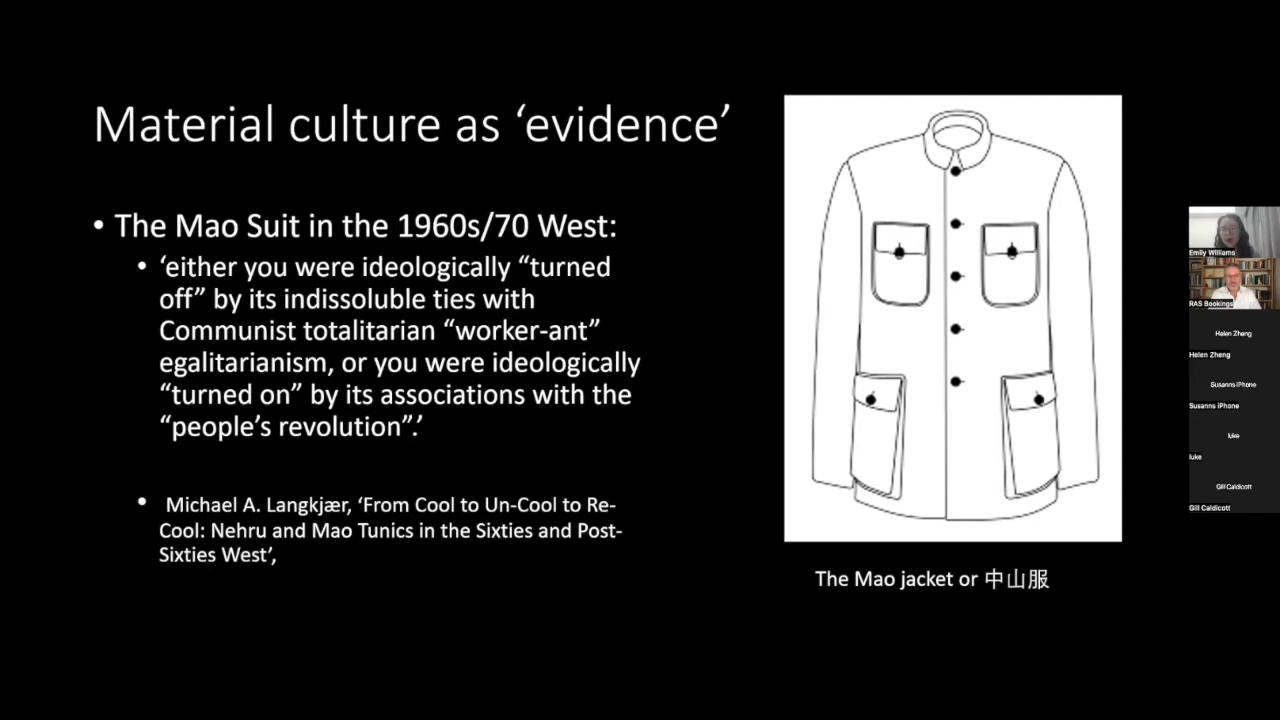 Material culture as ‘evidence’
• The Mao Suit in the 1960s/70 West:
• ‘either you were ideologically “turned
off” by its indissoluble ties with
Communist totalitarian “worker-ant”
egalitarianism, or you were ideologically
“turned on” by its associations with the
“people’s revolution”.’
• Michael A. Langkjær, ‘From Cool to Un-Cool to Re-
Cool: Nehru and Mao Tunics in the Sixties and Post-
Sixties West’,
The Mao jacket or 中山服
Emily Williams
RAS Bookings
Helen Zheng
Helen Zheng
Susanns iPhone
Susanns iPhone
luke
luke
Gill Caldicott
Gill Caldicott